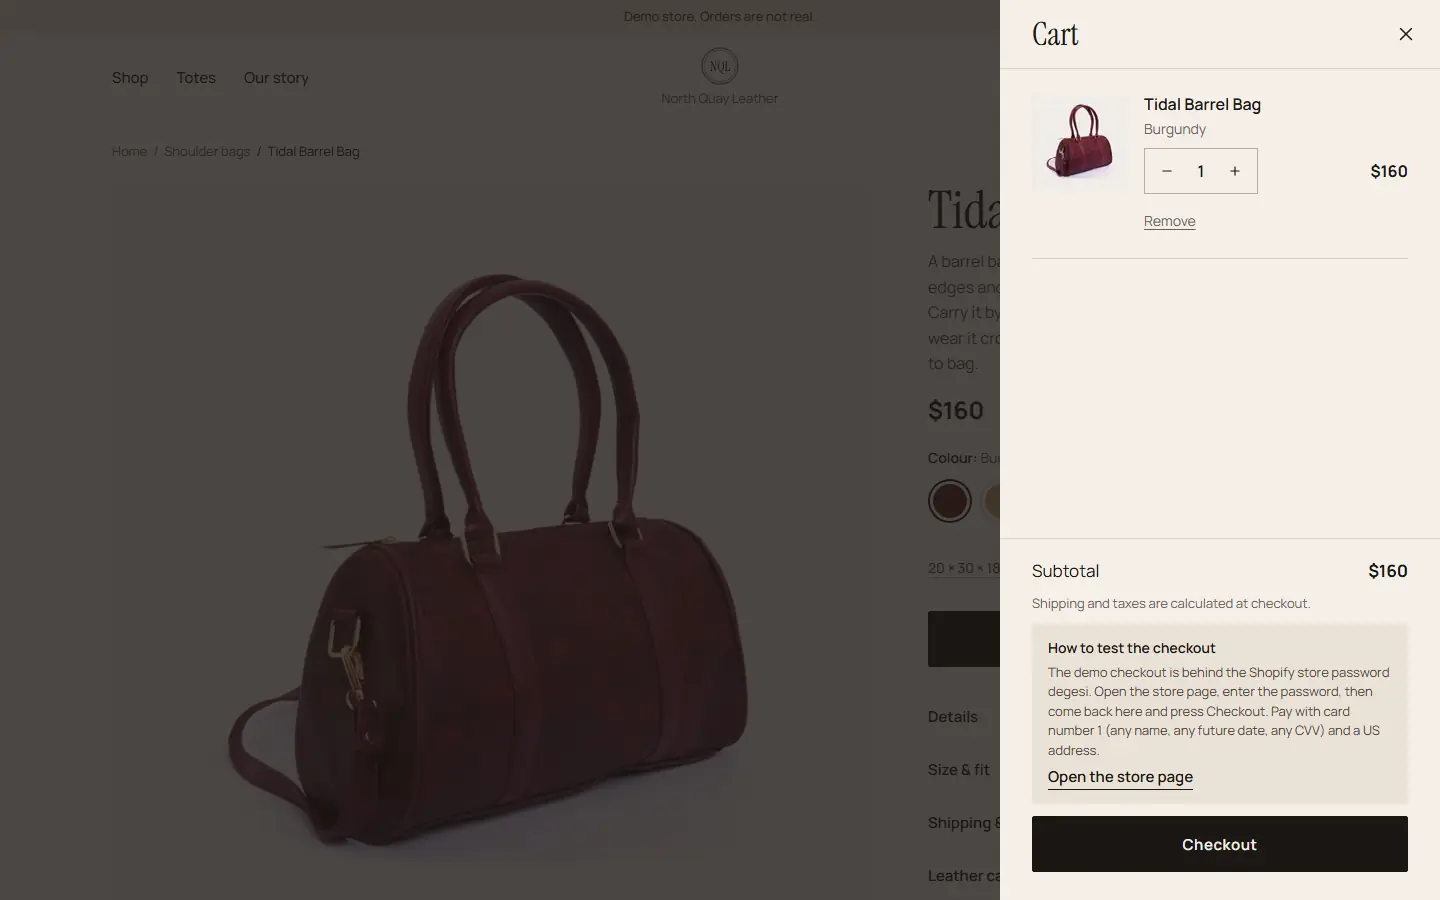 Demo store. Orders are not real.
Shop Totes Our story
NQL
North Quay Leather
Home / Shoulder bags / Tidal Barrel Bag
Tida
A barrel ba
edges and
Carry it by
wear it cro
to bag.
$160
Colour: Bu
20 × 30 × 18
Details
Size & fit
Shipping &
Leather ca
Cart
Tidal Barrel Bag
Burgundy
− 1 +
$160
Remove
Subtotal $160
Shipping and taxes are calculated at checkout.
How to test the checkout
The demo checkout is behind the Shopify store password
degesi. Open the store page, enter the password, then
come back here and press Checkout. Pay with card
number 1 (any name, any future date, any CVV) and a US
address.
Open the store page
Checkout